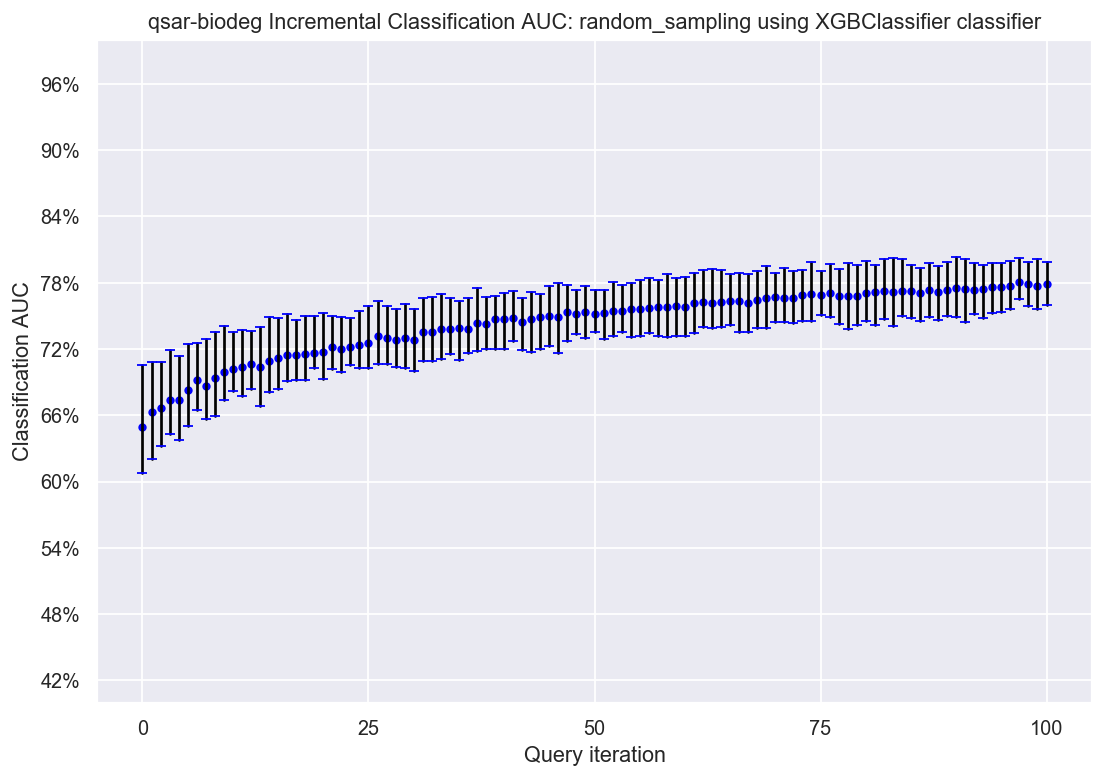 qsar-biodeg Incremental Classification AUC: random_sampling using XGBClassifier classifier
96%
90%
84%
78%
72%
66%
60%
54%
48%
42%
Classification AUC
0 25 50 75 100
Query iteration